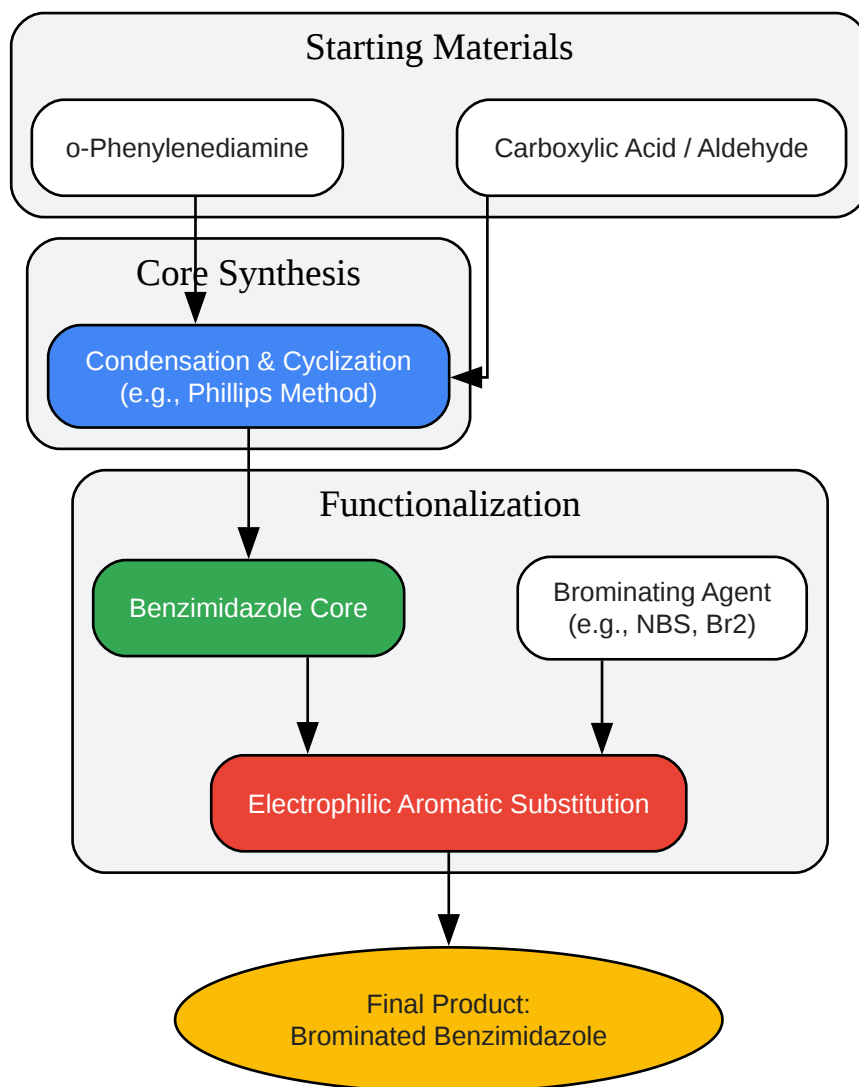 Starting Materials
o-Phenylenediamine
Carboxylic Acid / Aldehyde
Core Synthesis
Condensation & Cyclization
(e.g., Phillips Method)
Functionalization
Benzimidazole Core
Brominating Agent
(e.g., NBS, Br2)
Electrophilic Aromatic Substitution
Final Product:
Brominated Benzimidazole